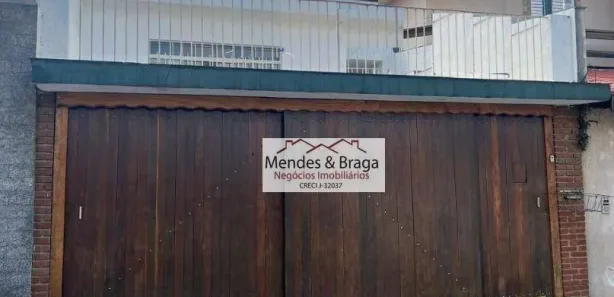 Mendes & Braga
Negócios Imobiliários
CRECI J-32037